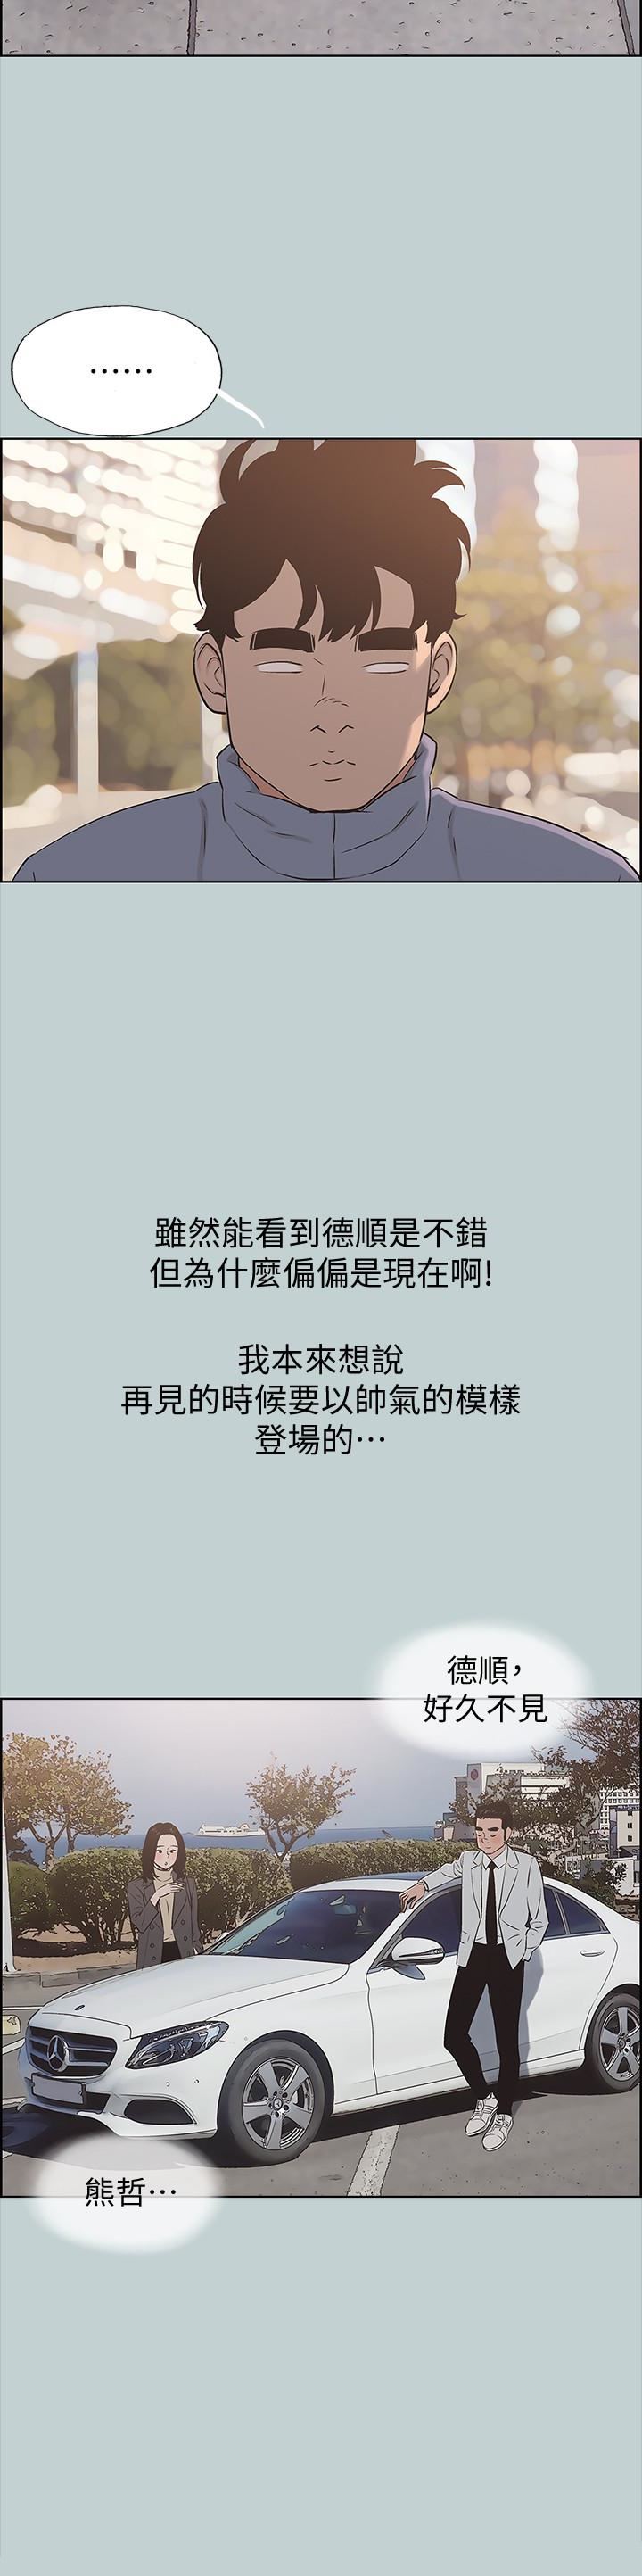 ……
雖然能看到德順是不錯
但為什麼偏偏是現在啊!
我本來想說
再見的時候要以帥氣的模樣
登場的…
德順,
好久不見
熊哲…